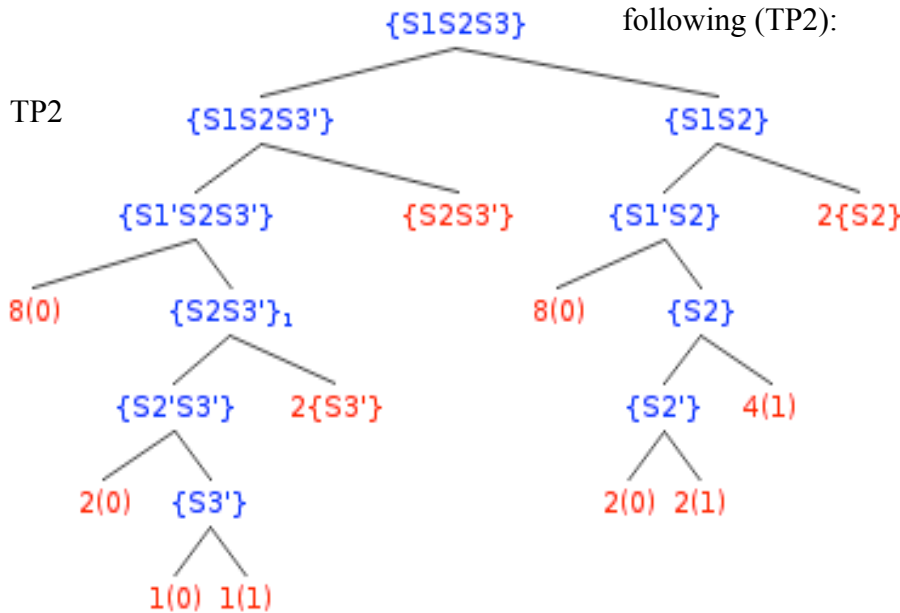 {S1S2S3} following (TP2):
TP2 {S1S2S3'} {S1S2}
{S1'S2S3'} {S2S3'} {S1'S2} 2{S2}
8(0) {S2S3'}₁ 8(0) {S2}
{S2'S3'} 2{S3'} {S2'} 4(1)
2(0) {S3'} 2(0) 2(1)
1(0) 1(1)